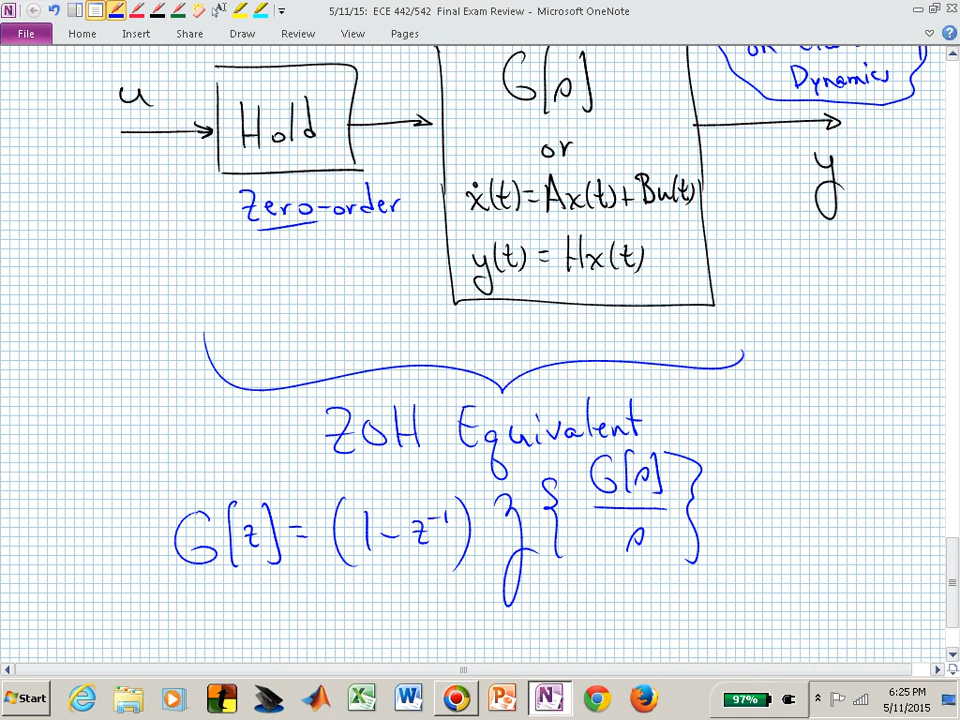 5/11/15: ECE 442/542 Final Exam Review - Microsoft OneNote
File Home Insert Share Draw Review View Pages
u
Hold
Zero-order
G[s]
or
ẋ(t)=Ax(t)+Bu(t)
y(t) = Hx(t)
Dynamics
y
ZOH Equivalent
G[z] = (1-z⁻¹) 𝒵 { G[s] / s }
Start
97%
6:25 PM
5/11/2015